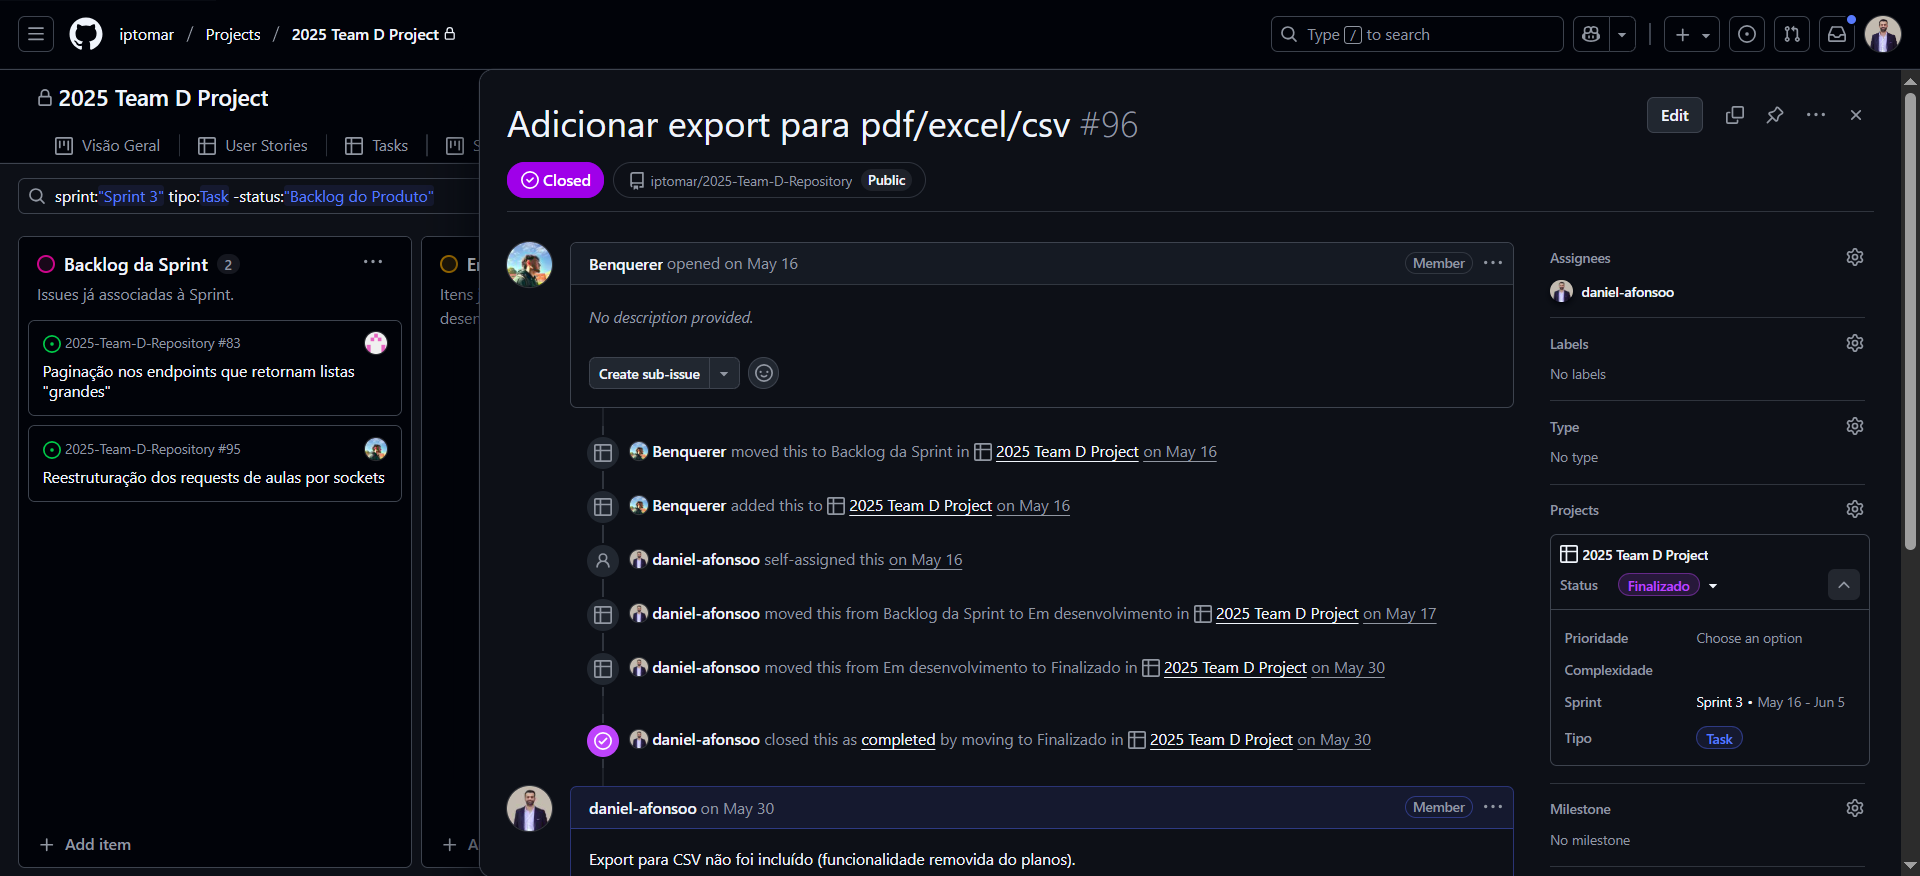 iptomar / Projects / 2025 Team D Project
Type / to search
2025 Team D Project
Visão Geral
User Stories
Tasks
S
sprint:"Sprint 3" tipo:Task -status:"Backlog do Produto"
Backlog da Sprint 2
Issues já associadas à Sprint.
2025-Team-D-Repository #83
Paginação nos endpoints que retornam listas
"grandes"
2025-Team-D-Repository #95
Reestruturação dos requests de aulas por sockets
Add item
Itens
Adicionar export para pdf/excel/csv #96
Edit
Closed
iptomar/2025-Team-D-Repository Public
Benquerer opened on May 16
Member
No description provided.
Create sub-issue
Benquerer moved this to Backlog da Sprint in 2025 Team D Project on May 16
Benquerer added this to 2025 Team D Project on May 16
daniel-afonsoo self-assigned this on May 16
daniel-afonsoo moved this from Backlog da Sprint to Em desenvolvimento in 2025 Team D Project on May 17
daniel-afonsoo moved this from Em desenvolvimento to Finalizado in 2025 Team D Project on May 30
daniel-afonsoo closed this as completed by moving to Finalizado in 2025 Team D Project on May 30
daniel-afonsoo on May 30
Member
Export para CSV não foi incluído (funcionalidade removida do planos).
Assignees
daniel-afonsoo
Labels
No labels
Type
No type
Projects
2025 Team D Project
Status Finalizado
Prioridade Choose an option
Complexidade
Sprint Sprint 3 • May 16 - Jun 5
Tipo Task
Milestone
No milestone